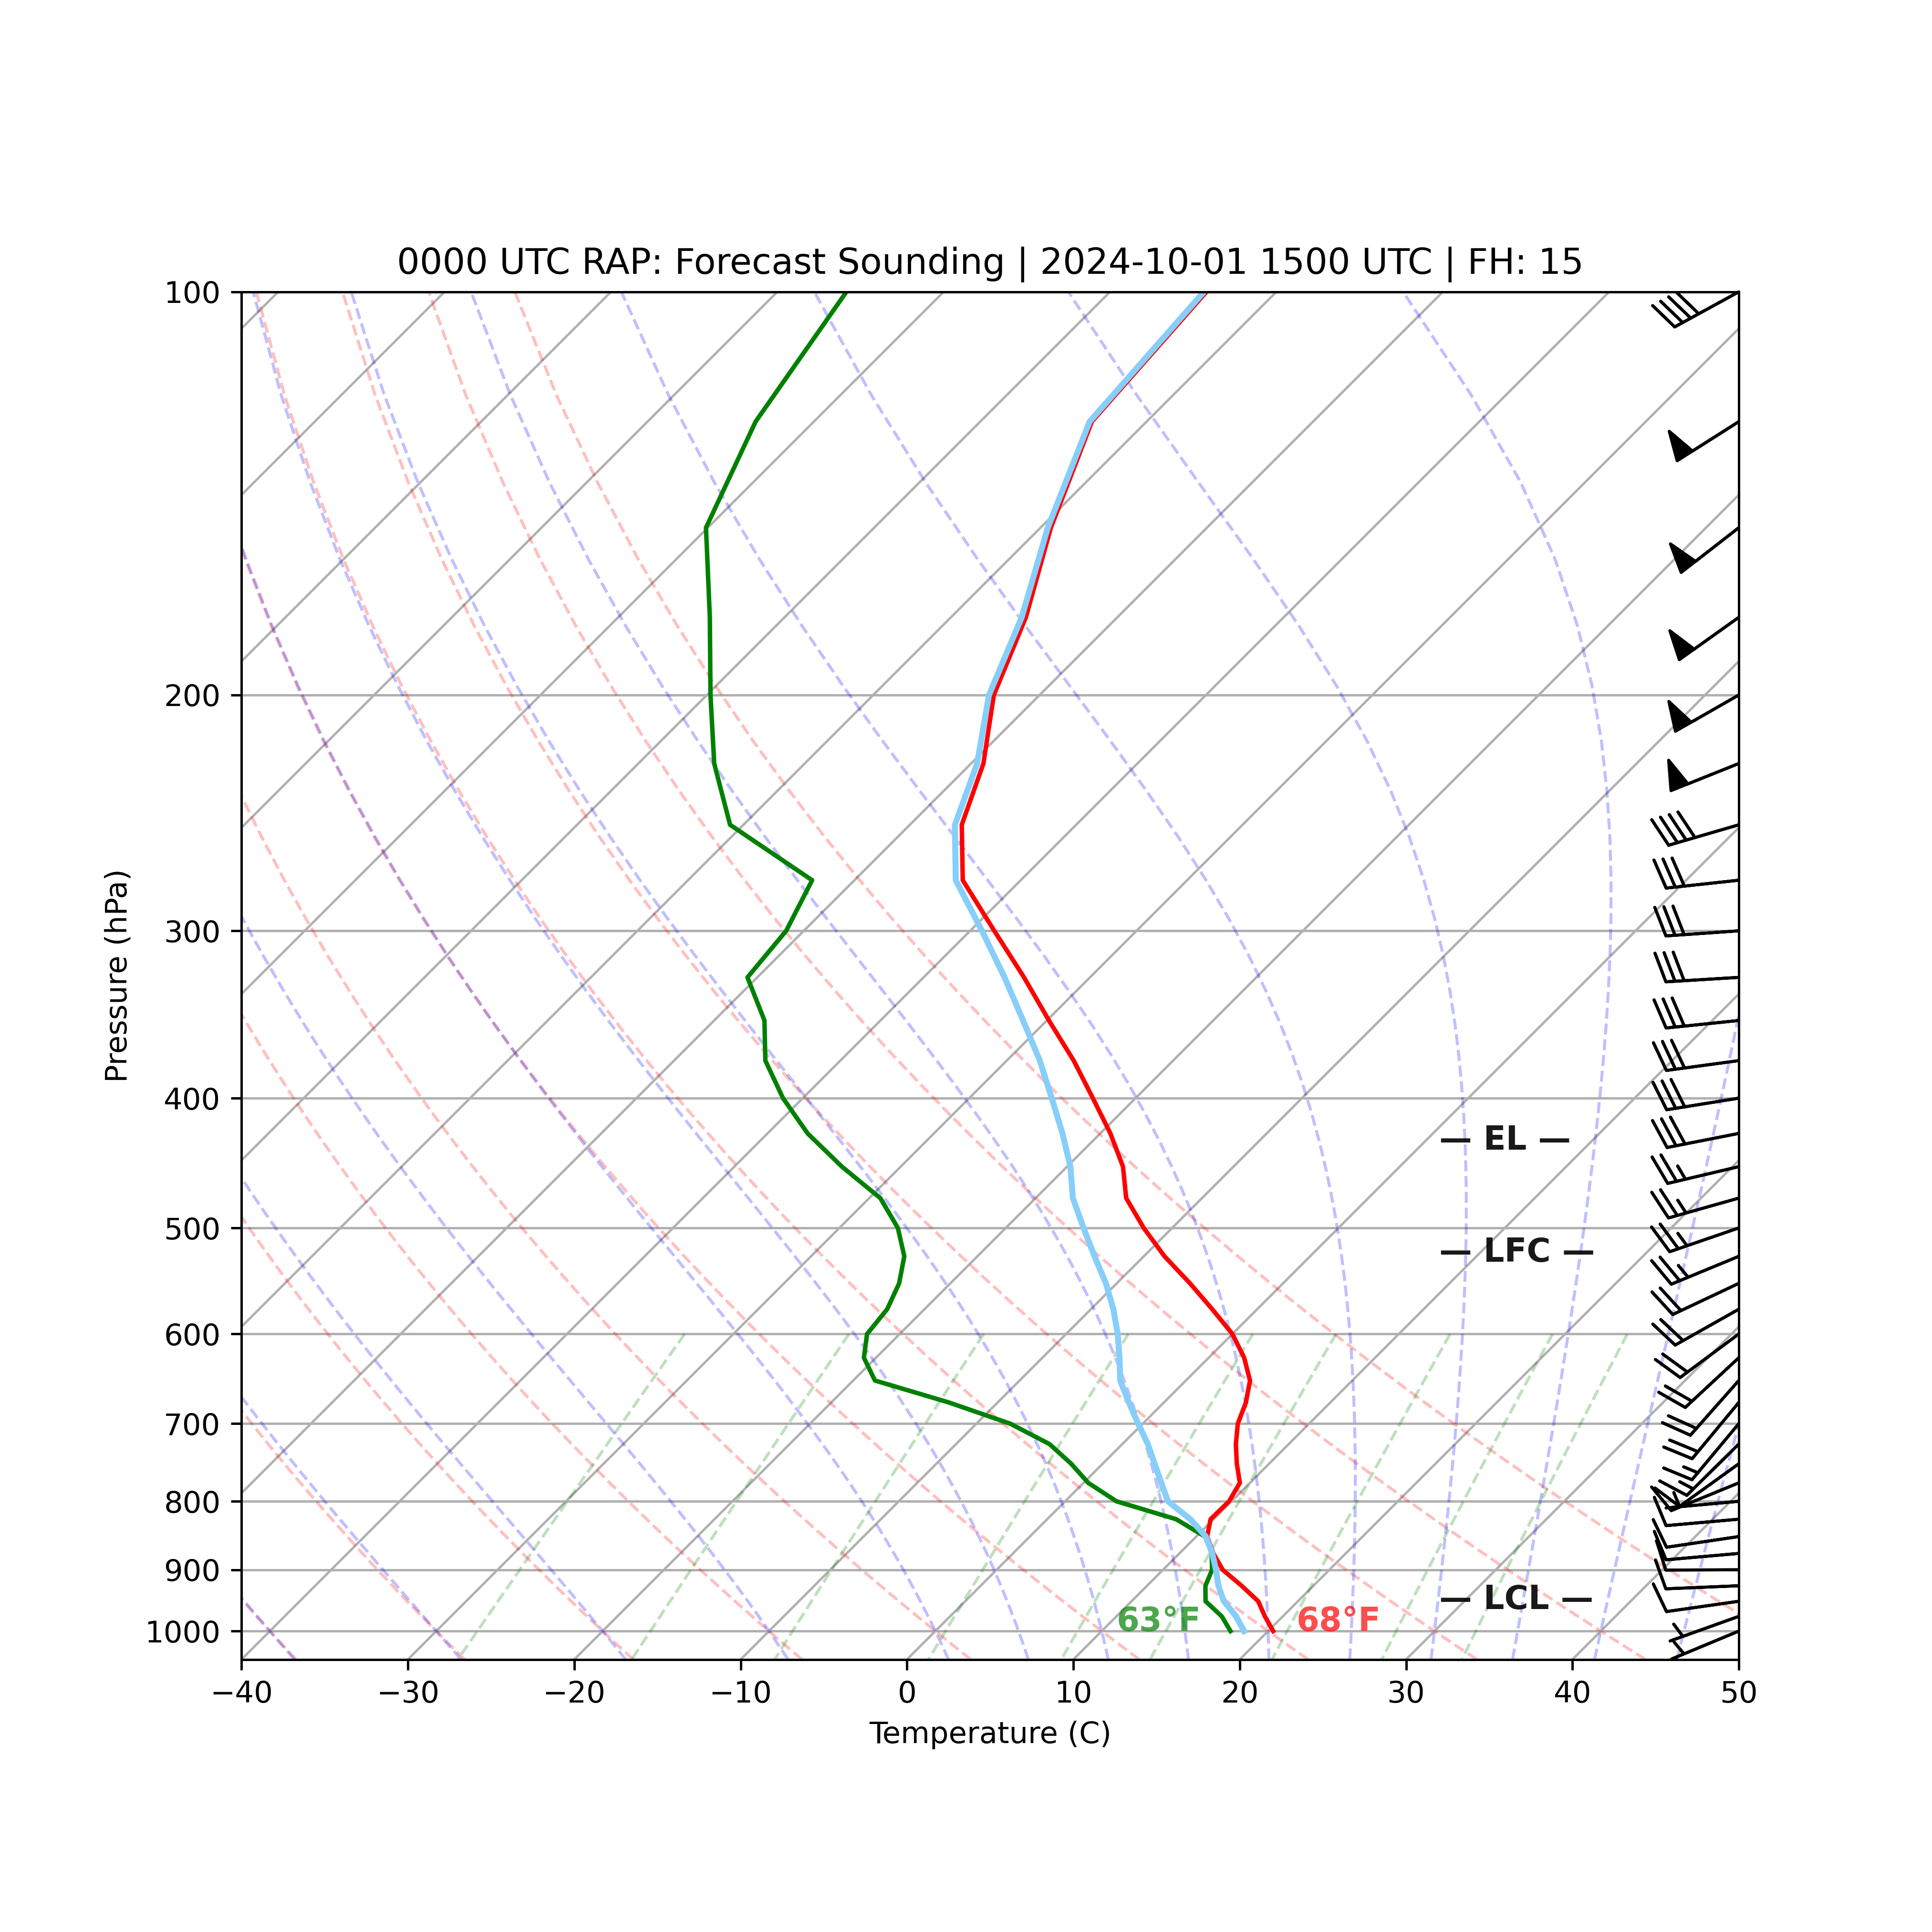 0000 UTC RAP: Forecast Sounding | 2024-10-01 1500 UTC | FH: 15
100
200
300
400
— EL —
500
— LFC —
600
700
800
900
— LCL —
63°F 68°F
1000
Pressure (hPa)
−40 −30 −20 −10 0 10 20 30 40 50
Temperature (C)